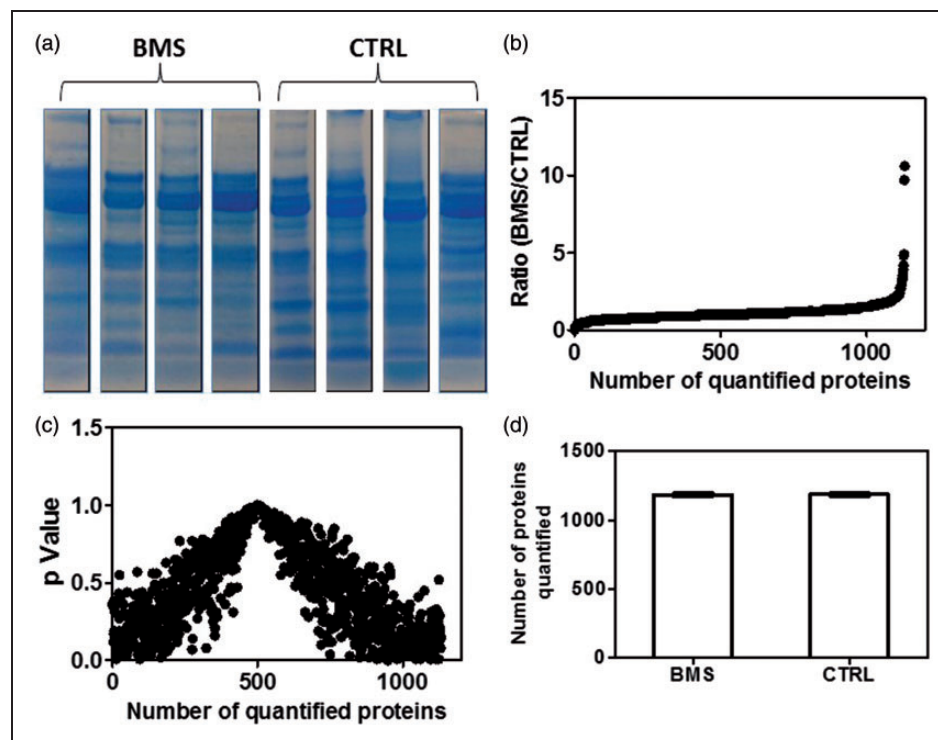 (a)
BMS CTRL
(b)
15
10
5
0
Ratio (BMS/CTRL)
0 500 1000
Number of quantified proteins
(c)
1.5
1.0
0.5
0.0
p Value
0 500 1000
Number of quantified proteins
(d)
1500
1000
500
0
Number of proteins
quantified
BMS CTRL